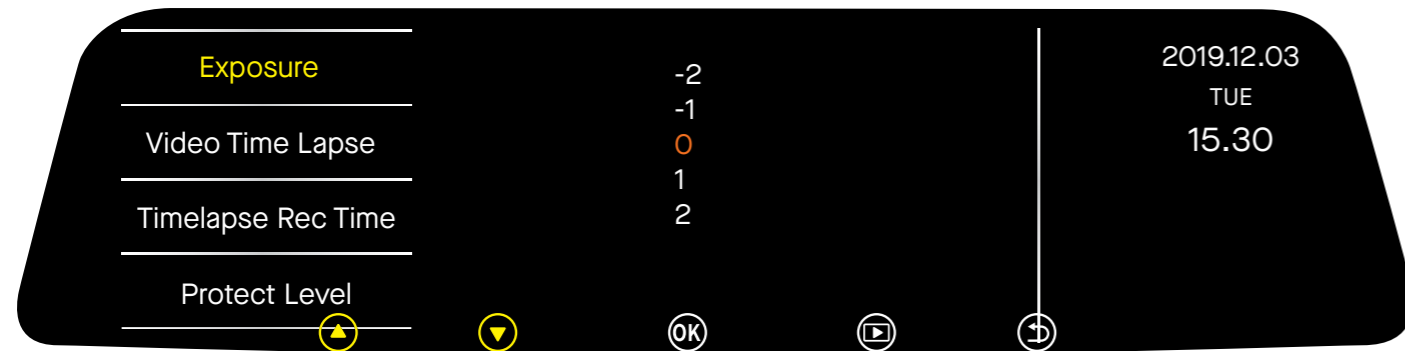 Exposure
Video Time Lapse
Timelapse Rec Time
Protect Level
-2
-1
0
1
2
2019.12.03
TUE
15.30
OK